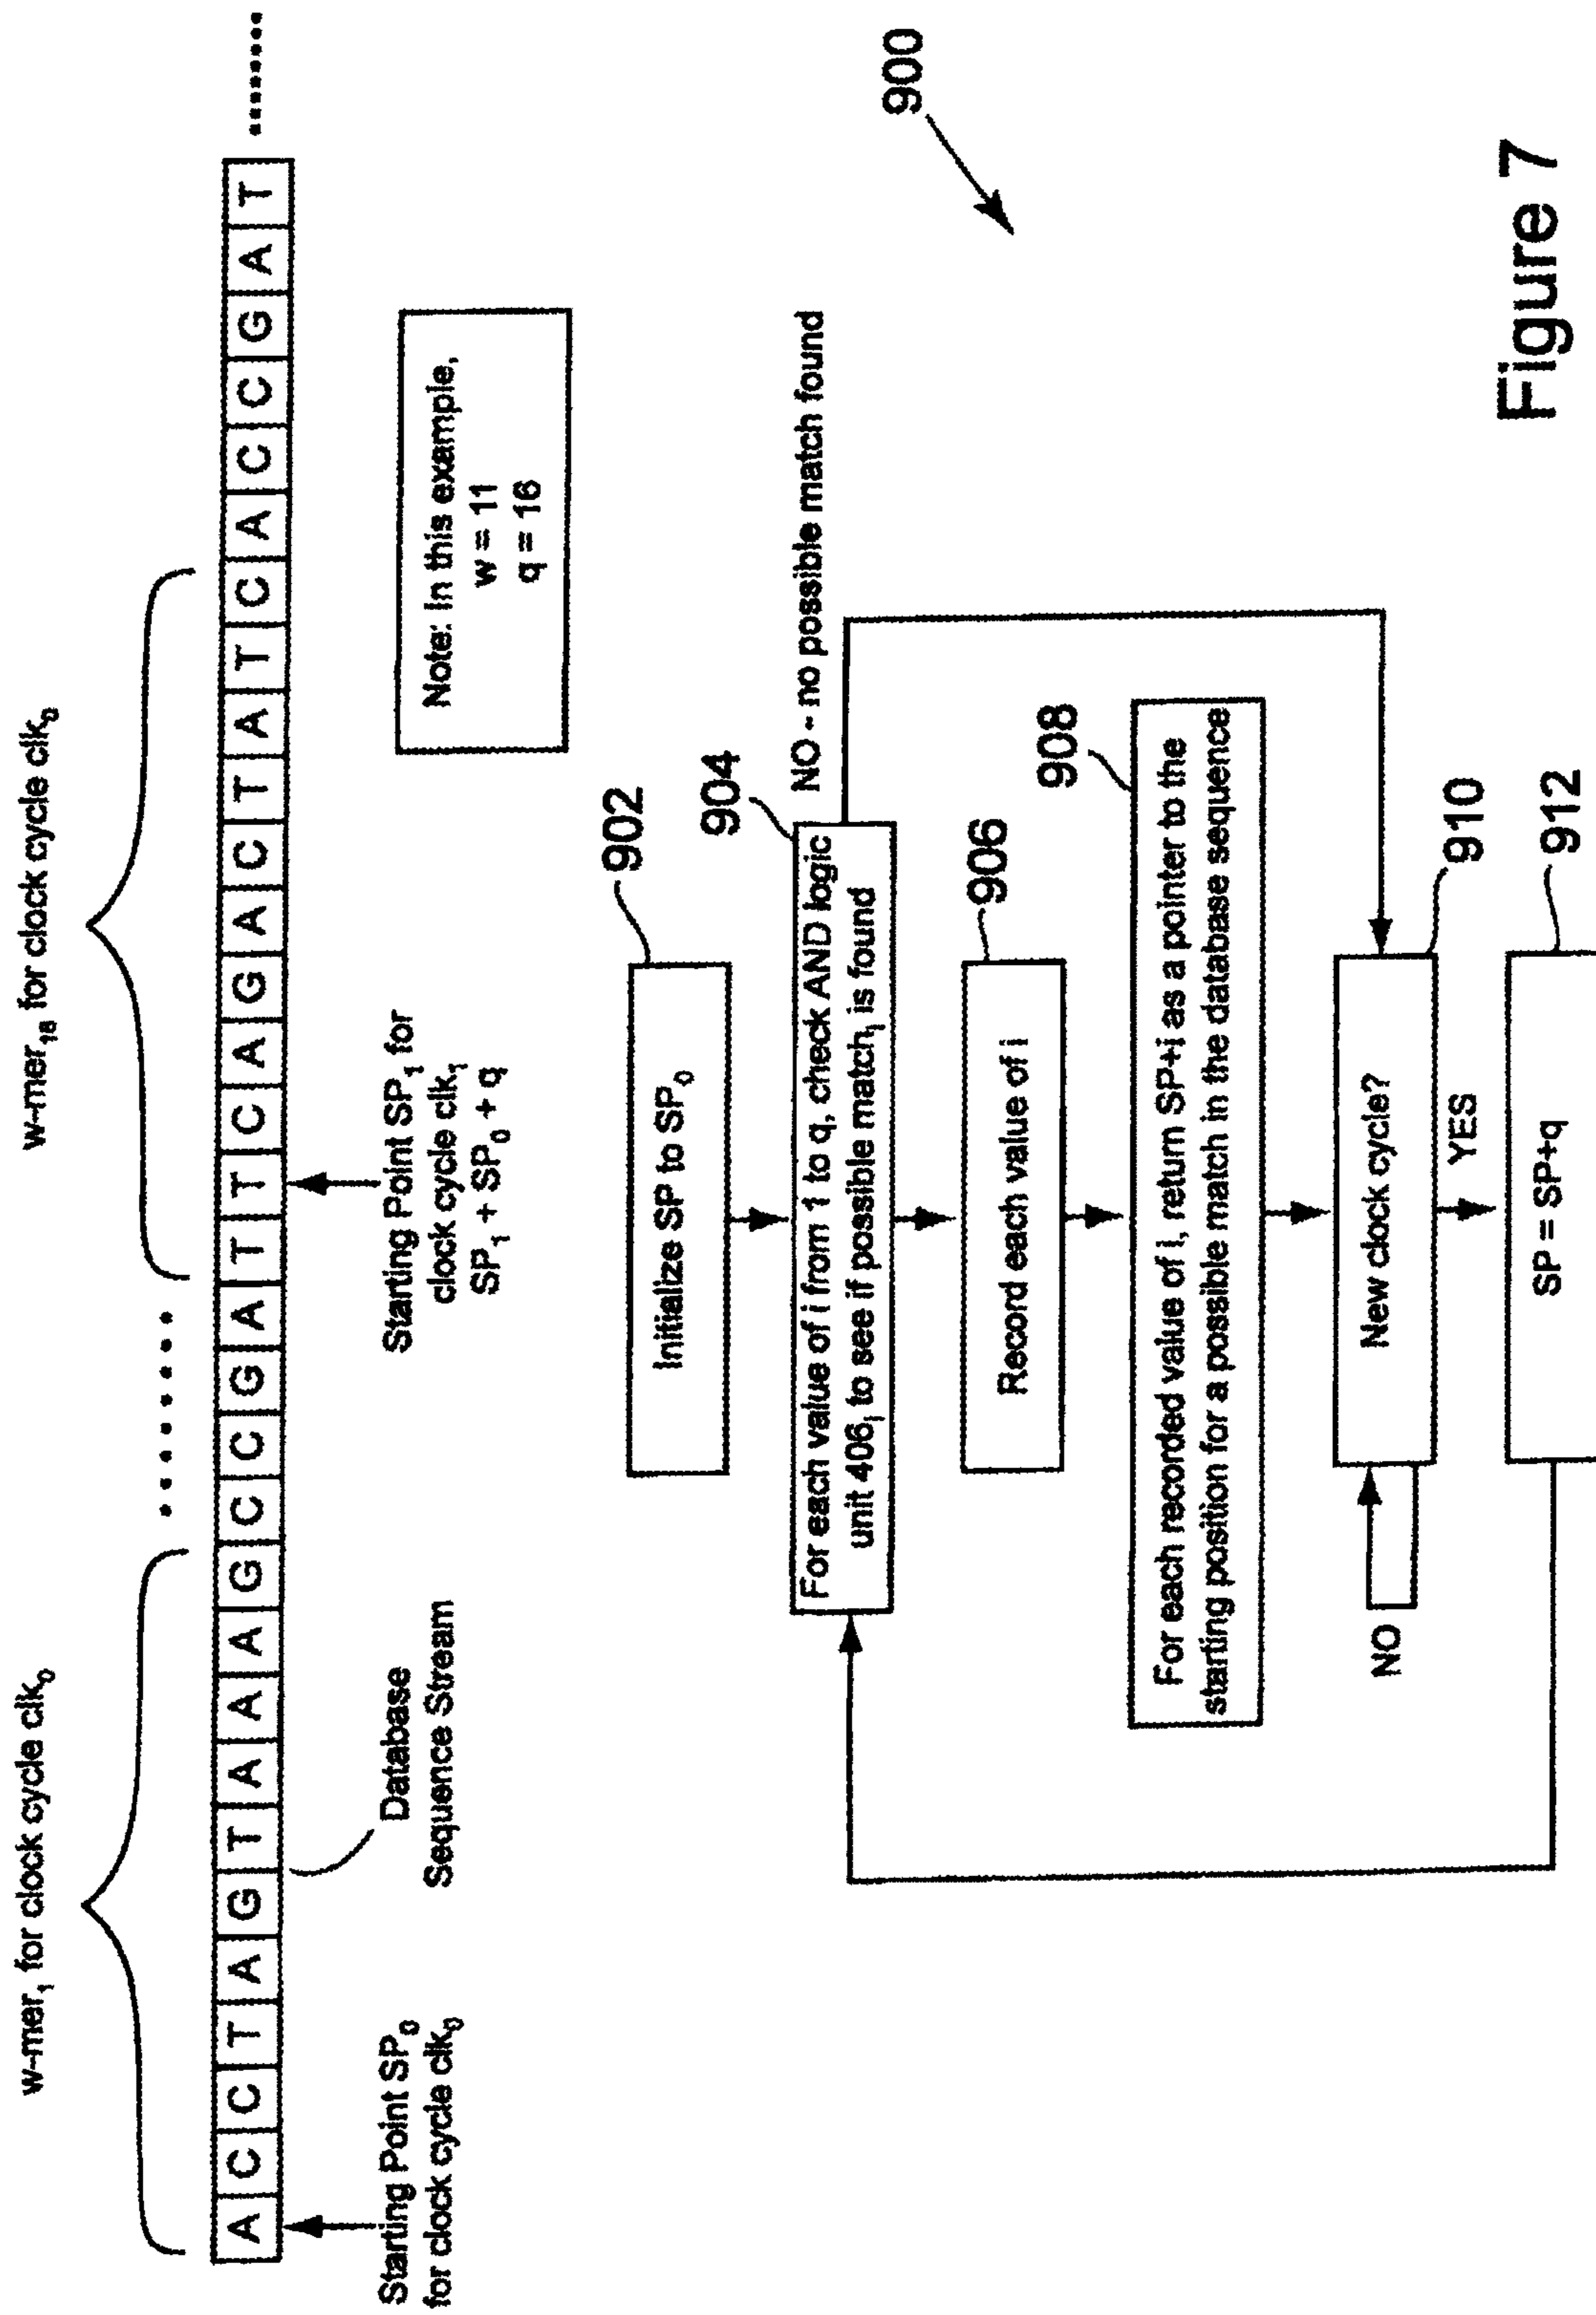 w-mer₁ for clock cycle clk₀
w-mer₁₆ for clock cycle clk₀
A C C T A G T A A A G C C G A T T C A G A C T A T C A C C G A T
Starting Point SP₀
for clock cycle clk₀
Database
Sequence Stream
Starting Point SP₁ for
clock cycle clk₁
SP₁ + SP₀ + q
Note: In this example,
w = 11
q = 16
902
Initialize SP to SP₀
904
For each value of i from 1 to q, check AND logic
unit 406ᵢ to see if possible matchᵢ is found
NO - no possible match found
900
906
Record each value of i
908
For each recorded value of i, return SP+i as a pointer to the
starting position for a possible match in the database sequence
910
New clock cycle?
NO
YES
912
SP = SP+q
Figure 7